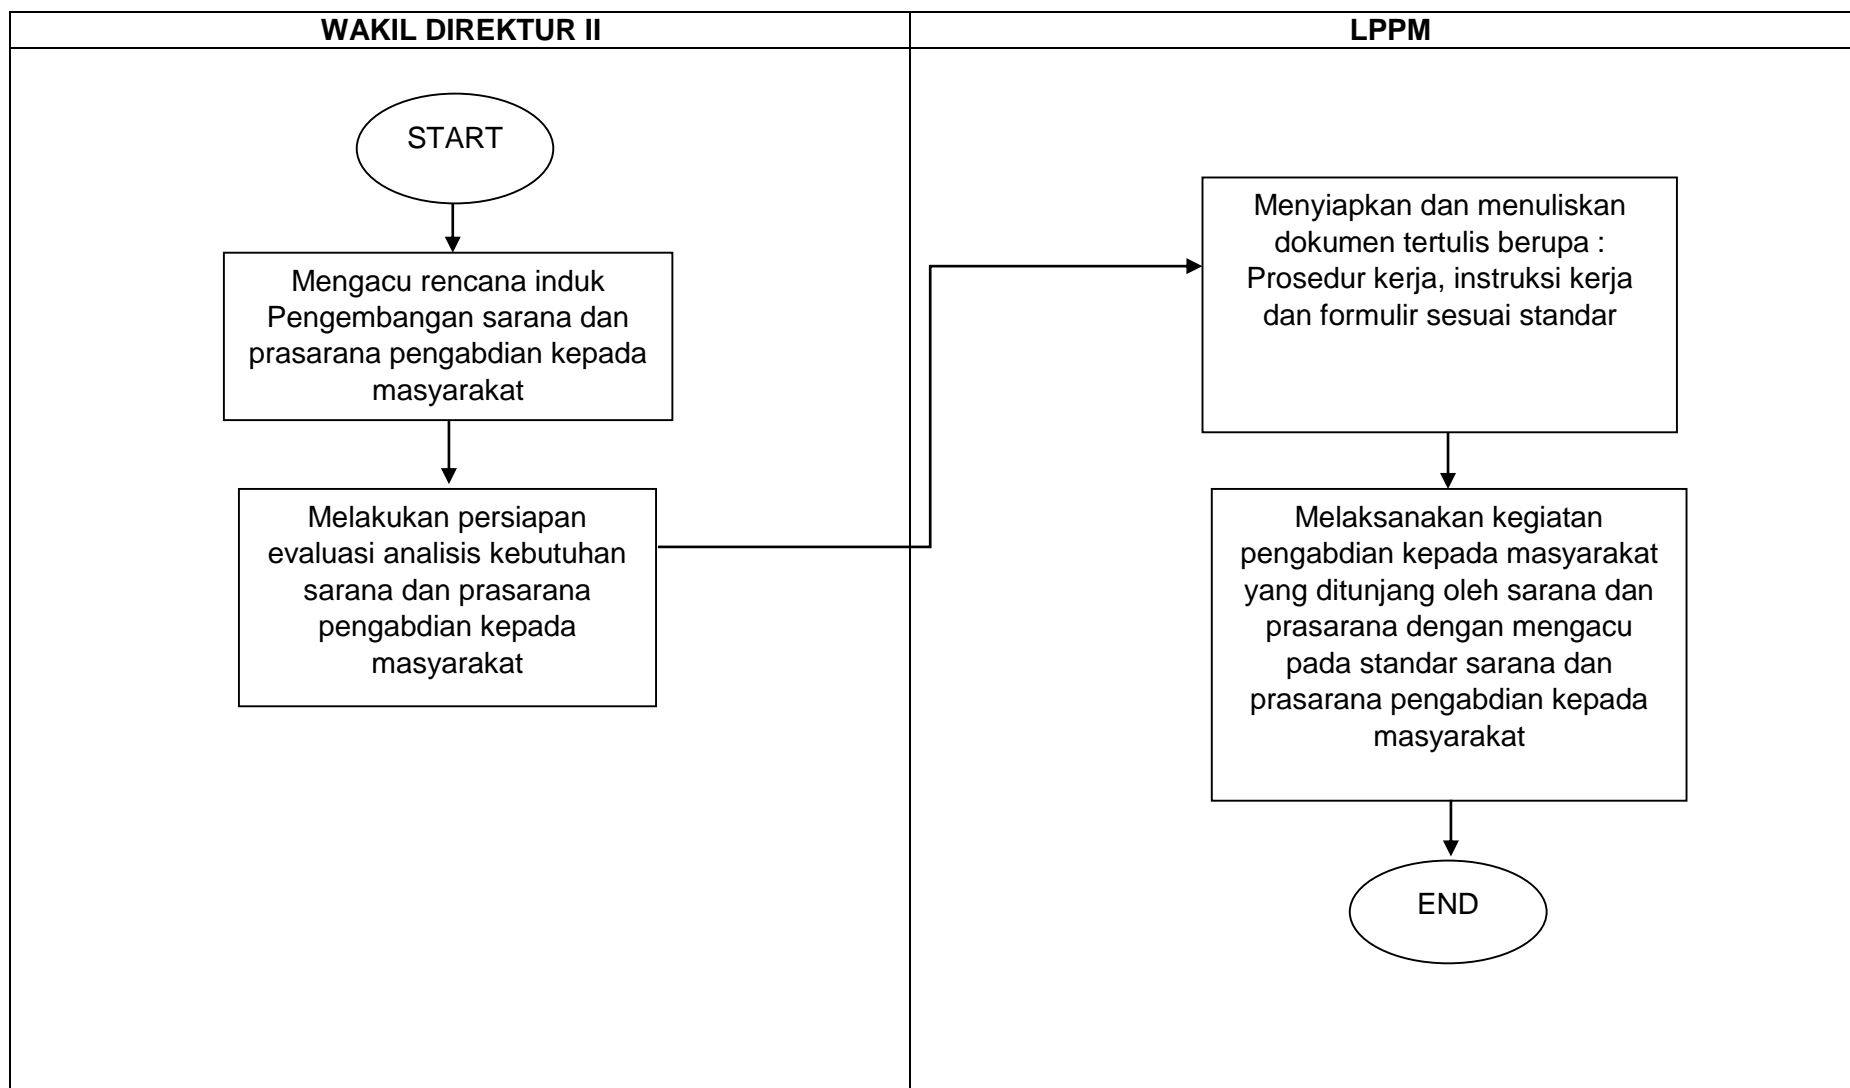 WAKIL DIREKTUR II
LPPM
START
Mengacu rencana induk
Pengembangan sarana dan
prasarana pengabdian kepada
masyarakat
Melakukan persiapan
evaluasi analisis kebutuhan
sarana dan prasarana
pengabdian kepada
masyarakat
Menyiapkan dan menuliskan
dokumen tertulis berupa :
Prosedur kerja, instruksi kerja
dan formulir sesuai standar
Melaksanakan kegiatan
pengabdian kepada masyarakat
yang ditunjang oleh sarana dan
prasarana dengan mengacu
pada standar sarana dan
prasarana pengabdian kepada
masyarakat
END